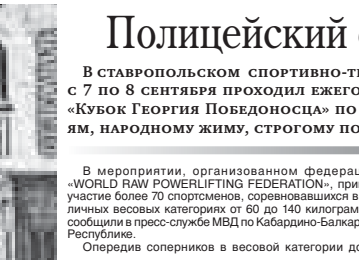 Полицейский
В СТАВРОПОЛЬСКОМ СПОРТИВНО-Т
С 7 ПО 8 СЕНТЯБРЯ ПРОХОДИЛ ЕЖЕГО
«КУБОК ГЕОРГИЯ ПОБЕДОНОСЦА» ПО
ЯМ, НАРОДНОМУ ЖИМУ, СТРОГОМУ ПО
В мероприятии, организованном федерац
«WORLD RAW POWERLIFTING FEDERATION», при
участие более 70 спортсменов, соревновавшихся в
личных весовых категориях от 60 до 140 килограм
сообщили в пресс-службе МВД по Кабардино-Балкар
Республике.
Опередив соперников в весовой категории до